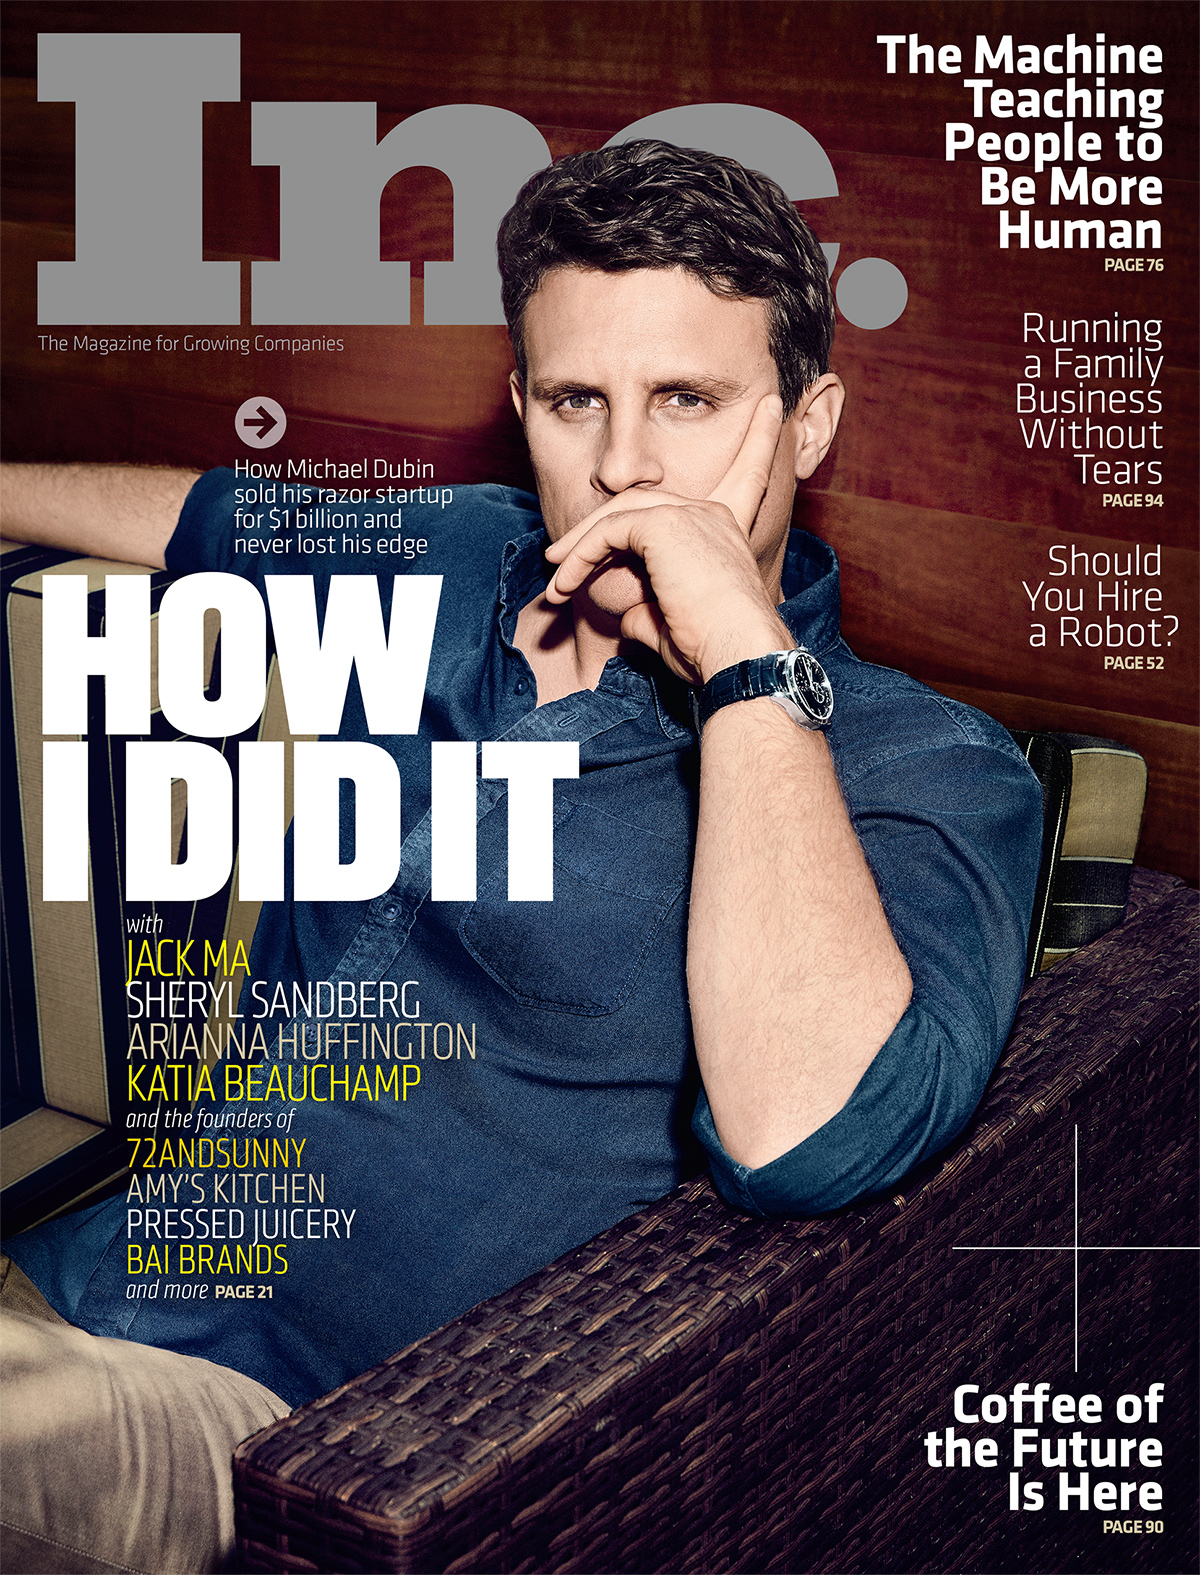 Inc.
The Magazine for Growing Companies
The Machine
Teaching
People to
Be More
Human
PAGE 76
Running
a Family
Business
Without
Tears
PAGE 94
Should
You Hire
a Robot?
PAGE 52
How Michael Dubin
sold his razor startup
for $1 billion and
never lost his edge
HOW
I DID IT
with
JACK MA
SHERYL SANDBERG
ARIANNA HUFFINGTON
KATIA BEAUCHAMP
and the founders of
72ANDSUNNY
AMY'S KITCHEN
PRESSED JUICERY
BAI BRANDS
and more PAGE 21
Coffee of
the Future
Is Here
PAGE 90